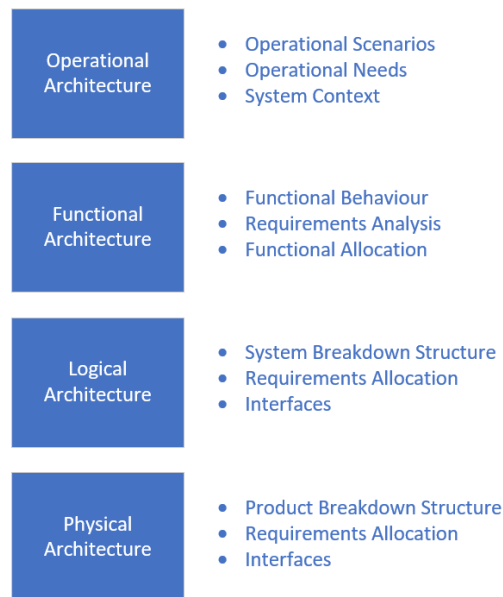 Operational
Architecture
• Operational Scenarios
• Operational Needs
• System Context
Functional
Architecture
• Functional Behaviour
• Requirements Analysis
• Functional Allocation
Logical
Architecture
• System Breakdown Structure
• Requirements Allocation
• Interfaces
Physical
Architecture
• Product Breakdown Structure
• Requirements Allocation
• Interfaces